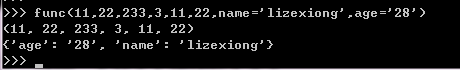 >>> func(11,22,233,3,11,22,name='lizexiong',age='28')
(11, 22, 233, 3, 11, 22)
{'age': '28', 'name': 'lizexiong'}
>>>